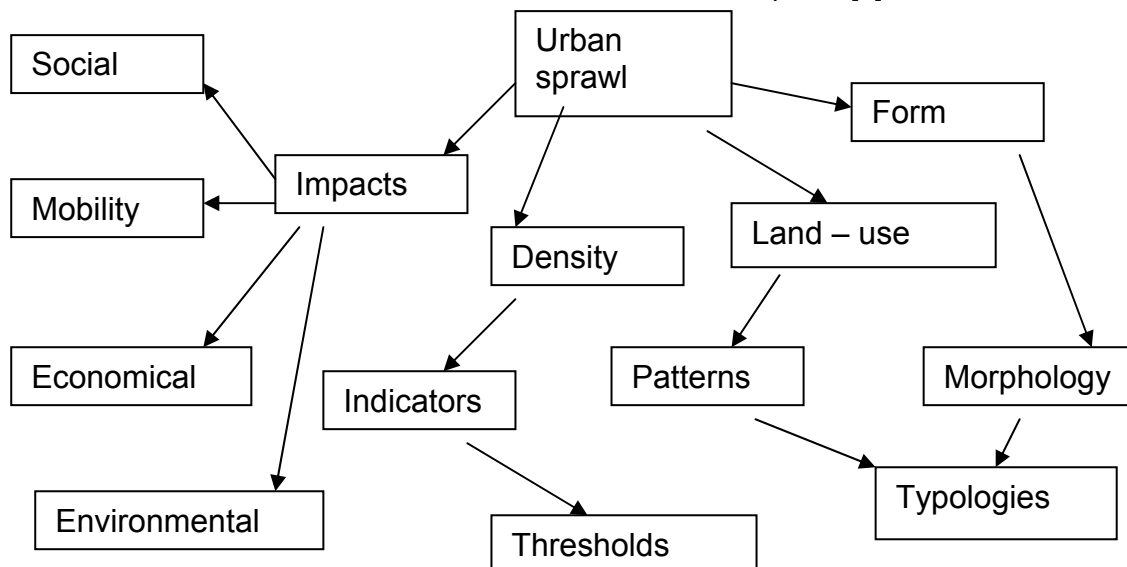 Urban
sprawl
Social
Form
Impacts
Mobility
Land – use
Density
Economical
Patterns
Morphology
Indicators
Typologies
Environmental
Thresholds